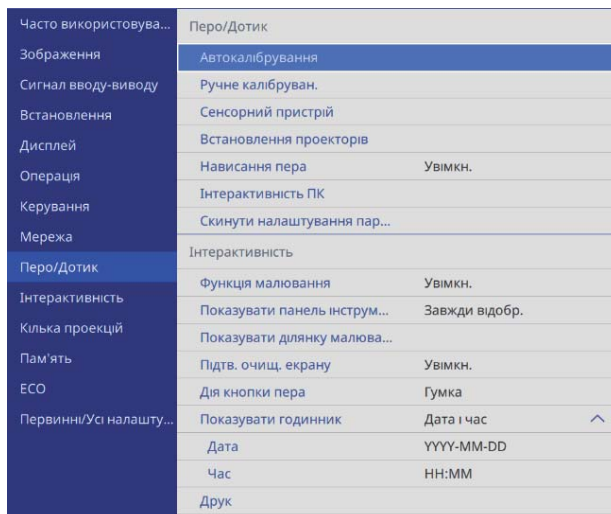 Часто використовува...
Зображення
Сигнал вводу-виводу
Встановлення
Дисплей
Операція
Керування
Мережа
Перо/Дотик
Інтерактивність
Кілька проекцій
Пам'ять
ECO
Первинні/Усі налашту...
Перо/Дотик
Автокалібрування
Ручне калібруван.
Сенсорний пристрій
Встановлення проекторів
Нависання пера Увімкн.
Інтерактивність ПК
Скинути налаштування пар...
Інтерактивність
Функція малювання Увімкн.
Показувати панель інструм... Завжди відобр.
Показувати ділянку малюва...
Підтв. очищ. екрану Увімкн.
Дія кнопки пера Гумка
Показувати годинник Дата і час
Дата YYYY-MM-DD
Час HH:MM
Друк